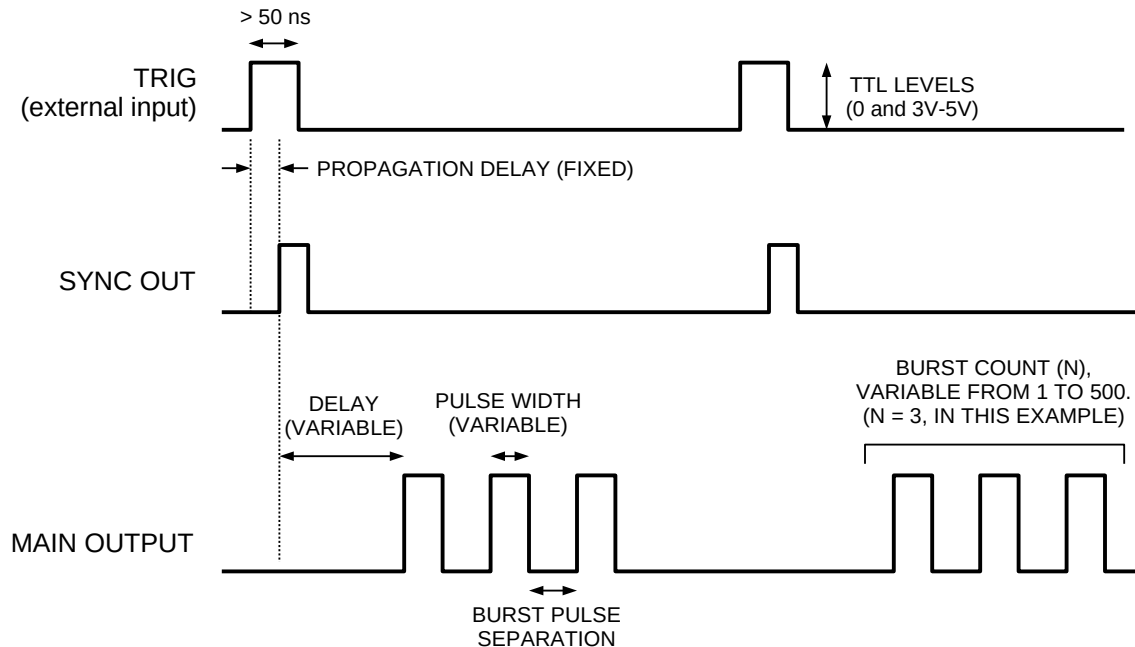 > 50 ns
TRIG
(external input)
TTL LEVELS
(0 and 3V-5V)
PROPAGATION DELAY (FIXED)
SYNC OUT
BURST COUNT (N),
VARIABLE FROM 1 TO 500.
(N = 3, IN THIS EXAMPLE)
DELAY
(VARIABLE)
PULSE WIDTH
(VARIABLE)
MAIN OUTPUT
BURST PULSE
SEPARATION